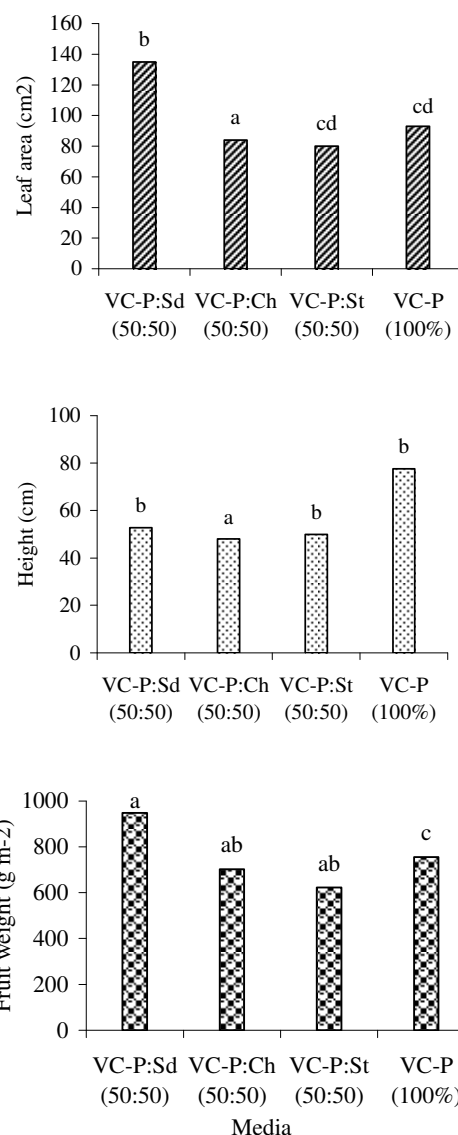 Leaf area (cm2)
160
140
120
100
80
60
40
20
0
b
a
cd
cd
VC-P:Sd VC-P:Ch VC-P:St VC-P
(50:50) (50:50) (50:50) (100%)
Height (cm)
100
80
60
40
20
0
b
a
b
b
VC-P:Sd VC-P:Ch VC-P:St VC-P
(50:50) (50:50) (50:50) (100%)
Fruit weight (g m-2)
1000
800
600
400
200
0
a
ab
ab
c
VC-P:Sd VC-P:Ch VC-P:St VC-P
(50:50) (50:50) (50:50) (100%)
Media